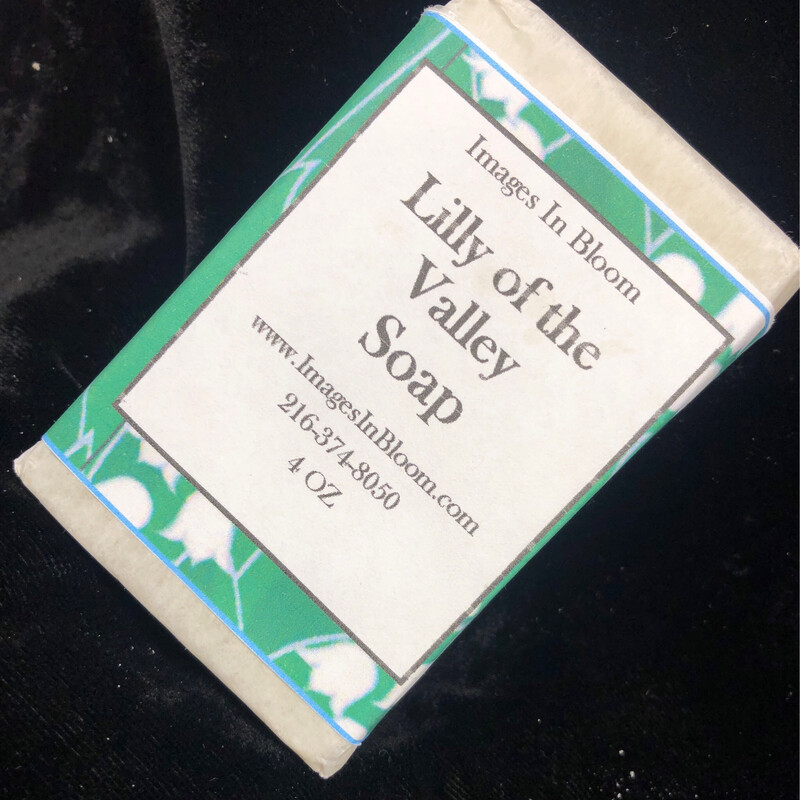 Images In Bloom
Lilly of the
Valley
Soap
www.ImagesInBloom.com
216-374-8050
4 OZ